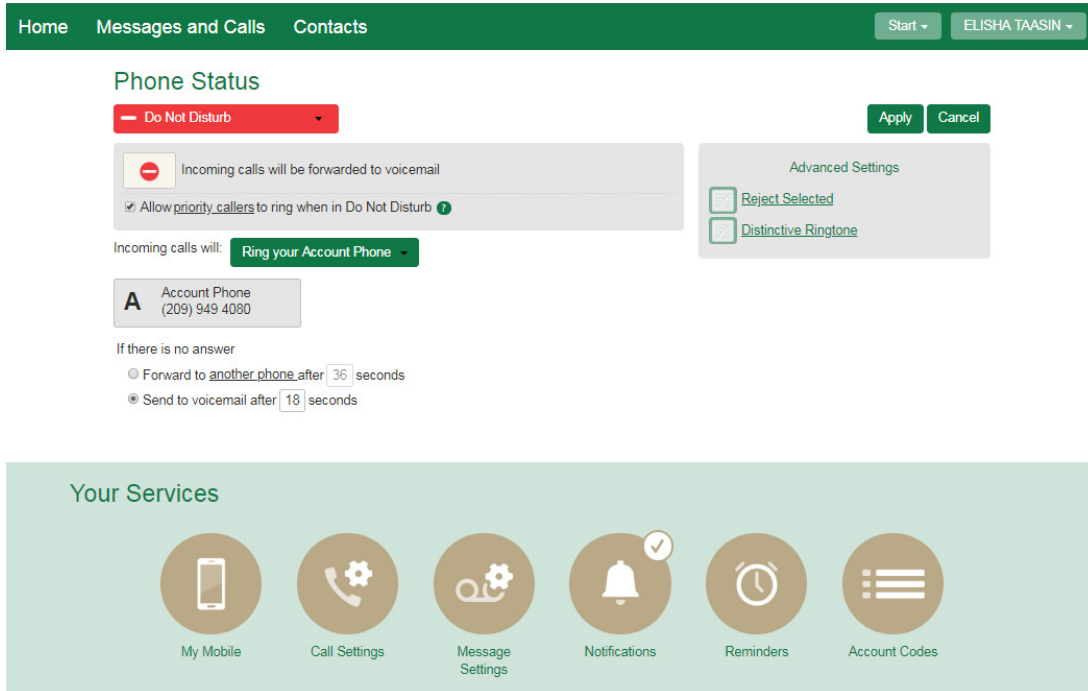 Home Messages and Calls Contacts Start ELISHA TAASIN
Phone Status
Do Not Disturb
Apply Cancel
Incoming calls will be forwarded to voicemail
Allow priority callers to ring when in Do Not Disturb ?
Advanced Settings
Reject Selected
Distinctive Ringtone
Incoming calls will: Ring your Account Phone
A Account Phone
(209) 949 4080
If there is no answer
Forward to another phone after 36 seconds
Send to voicemail after 18 seconds
Your Services
My Mobile
Call Settings
Message
Settings
Notifications
Reminders
Account Codes